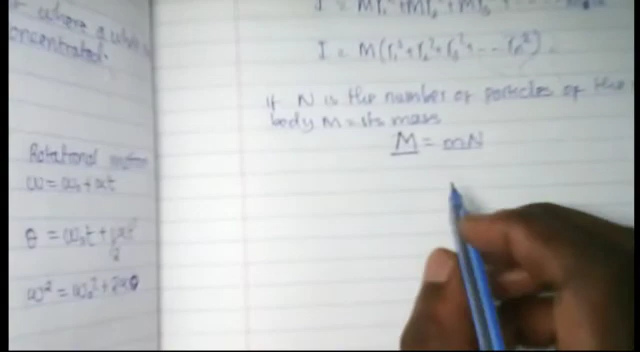 where a
concentrated.
Rotational motion
ω = ω₀ + αt
θ = ω₀t + ½αt²
ω² = ω₀² + 2αθ
I = M(r₁² + r₂² + r₃² + - - - rₙ²).
If N is the number of particles of the
body M = its mass
M = mN